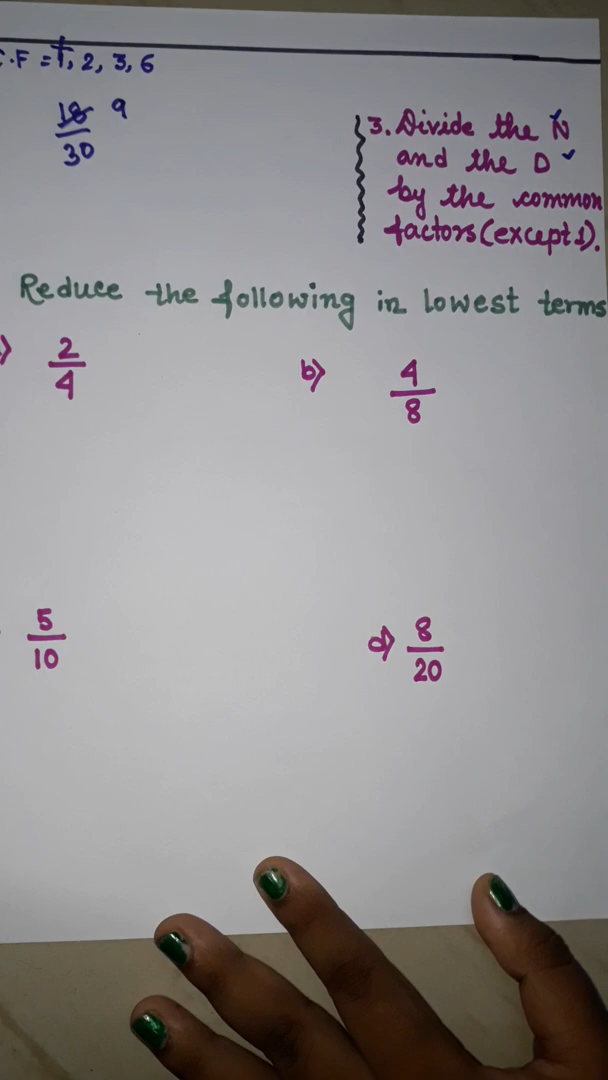 C.F = 1, 2, 3, 6
18 9
30
3. Divide the N
and the D
by the common
factors (except 1).
Reduce the following in lowest terms
2
4
b) 4
8
5
10
d) 8
20